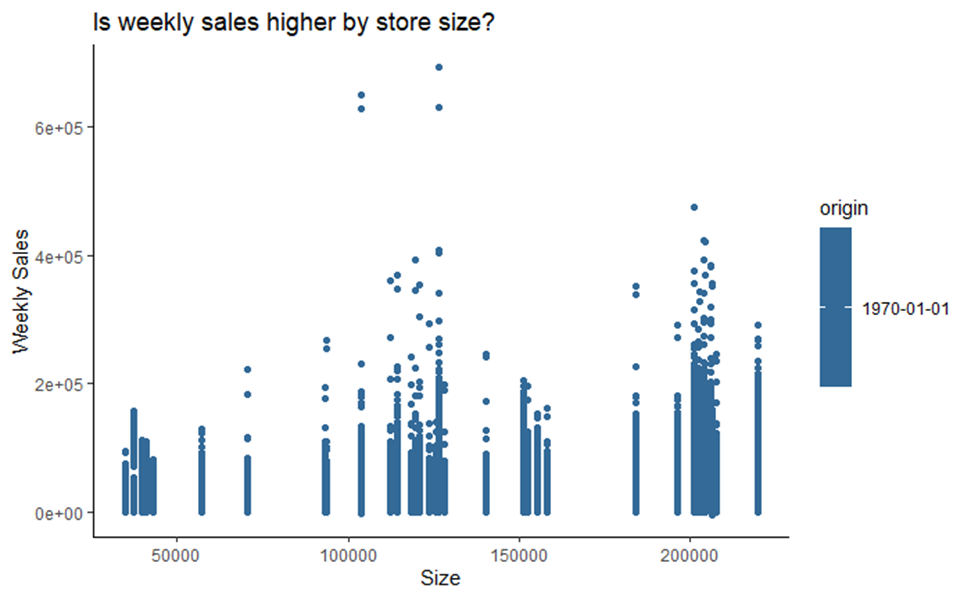 Is weekly sales higher by store size?
6e+05
4e+05
2e+05
0e+00
Weekly Sales
50000
100000
150000
200000
Size
origin
1970-01-01